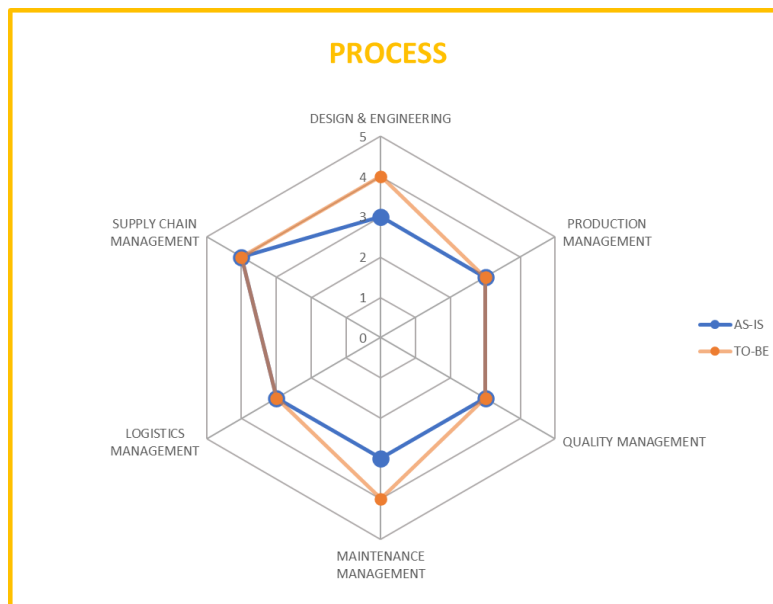 PROCESS
DESIGN & ENGINEERING
5
4
3
2
1
0
PRODUCTION
MANAGEMENT
QUALITY MANAGEMENT
MAINTENANCE
MANAGEMENT
LOGISTICS
MANAGEMENT
SUPPLY CHAIN
MANAGEMENT
AS-IS
TO-BE